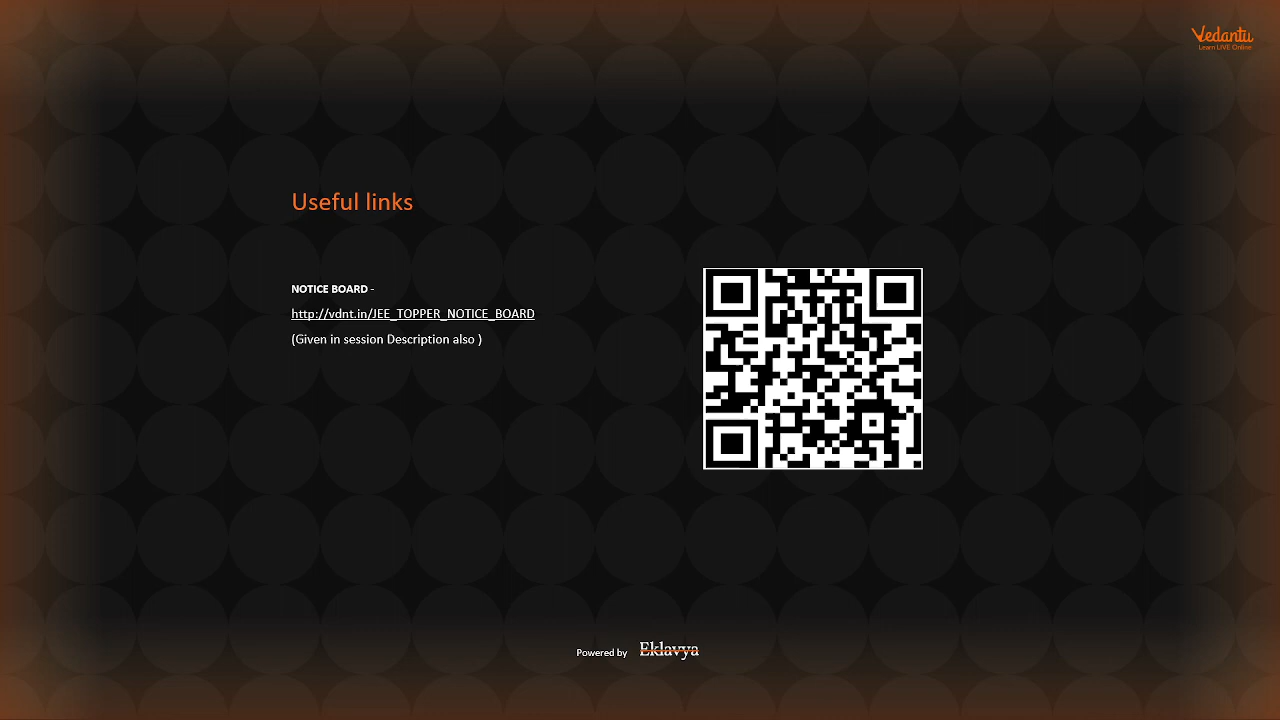 Vedantu
Learn LIVE Online
Useful links
NOTICE BOARD -
http://vdnt.in/JEE_TOPPER_NOTICE_BOARD
(Given in session Description also )
Powered by Eklavya